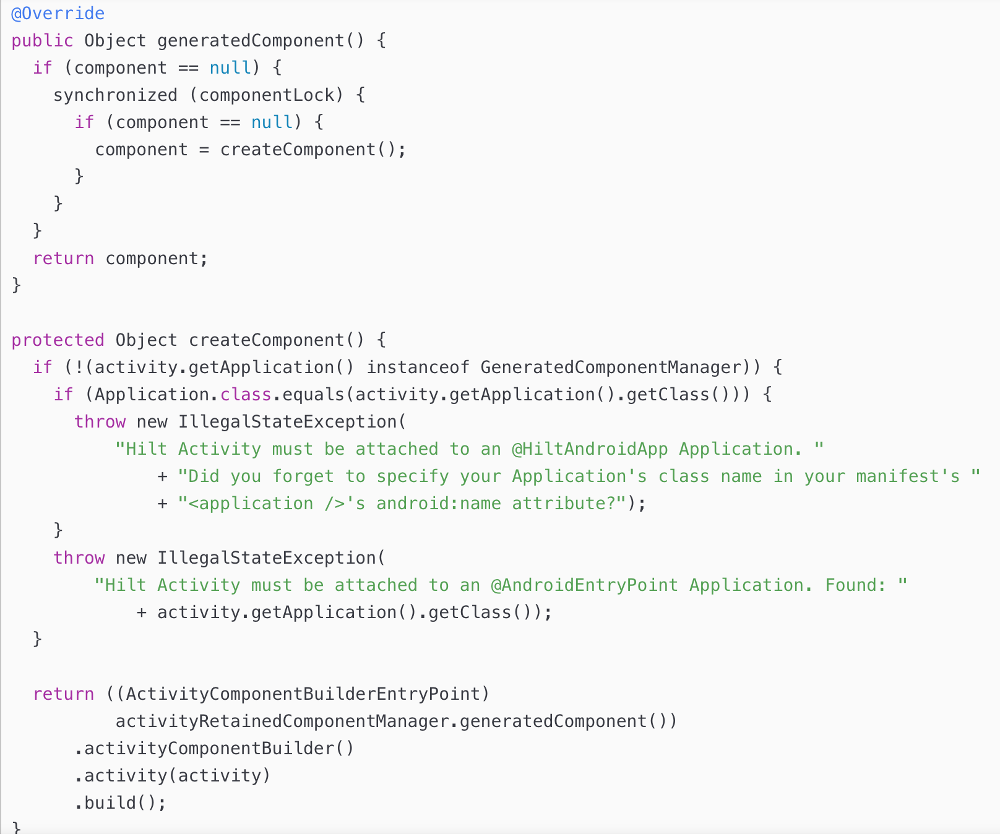 @Override
public Object generatedComponent() {
  if (component == null) {
    synchronized (componentLock) {
      if (component == null) {
        component = createComponent();
      }
    }
  }
  return component;
}

protected Object createComponent() {
  if (!(activity.getApplication() instanceof GeneratedComponentManager)) {
    if (Application.class.equals(activity.getApplication().getClass())) {
      throw new IllegalStateException(
          "Hilt Activity must be attached to an @HiltAndroidApp Application. "
              + "Did you forget to specify your Application's class name in your manifest's "
              + "<application />'s android:name attribute?");
    }
    throw new IllegalStateException(
        "Hilt Activity must be attached to an @AndroidEntryPoint Application. Found: "
            + activity.getApplication().getClass());
  }

  return ((ActivityComponentBuilderEntryPoint)
          activityRetainedComponentManager.generatedComponent())
      .activityComponentBuilder()
      .activity(activity)
      .build();
}